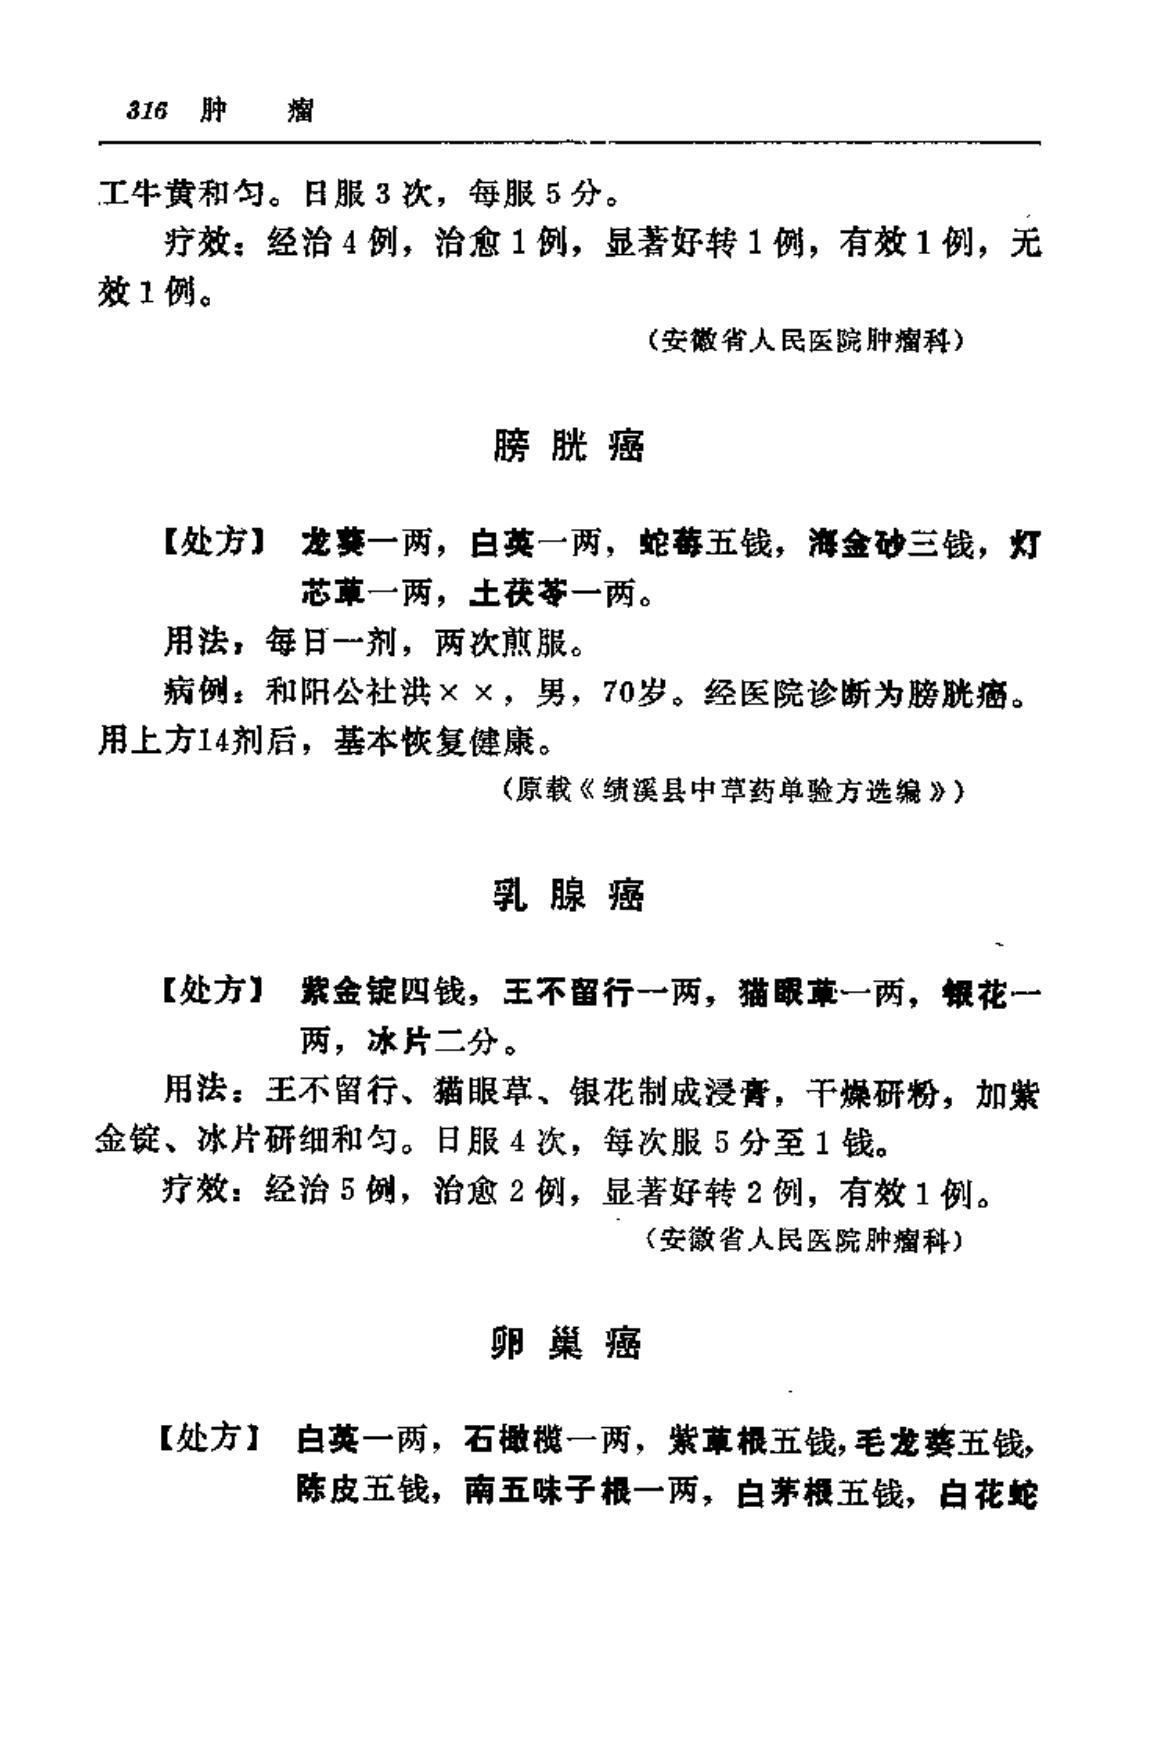 316 肿 瘤
工牛黄和匀。日服3次，每服5分。
疗效：经治4例，治愈1例，显著好转1例，有效1例，无
效1例。
（安徽省人民医院肿瘤科）
膀胱癌
【处方】 龙葵一两，白英一两，蛇莓五钱，海金砂三钱，灯
芯草一两，土茯苓一两。
用法：每日一剂，两次煎服。
病例：和阳公社洪××，男，70岁。经医院诊断为膀胱癌。
用上方14剂后，基本恢复健康。
（原载《绩溪县中草药单验方选编》）
乳腺癌
【处方】 紫金锭四钱，王不留行一两，猫眼草一两，银花一
两，冰片二分。
用法：王不留行、猫眼草、银花制成浸膏，干燥研粉，加紫
金锭、冰片研细和匀。日服4次，每次服5分至1钱。
疗效：经治5例，治愈2例，显著好转2例，有效1例。
（安徽省人民医院肿瘤科）
卵巢癌
【处方】 白英一两，石橄榄一两，紫草根五钱，毛龙葵五钱，
陈皮五钱，南五味子根一两，白茅根五钱，白花蛇